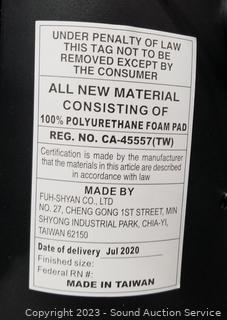 UNDER PENALTY OF LAW
THIS TAG NOT TO BE
REMOVED EXCEPT BY
THE CONSUMER
ALL NEW MATERIAL
CONSISTING OF
100% POLYURETHANE FOAM PAD
REG. NO. CA-45557(TW)
Certification is made by the manufacturer
that the materials in this article are described
in accordance with law
MADE BY
FUH-SHYAN CO., LTD
NO. 27, CHENG GONG 1ST STREET, MIN
SHYONG INDUSTRIAL PARK, CHIA-YI,
TAIWAN 62150
Date of delivery Jul 2020
Finished size:
Federal RN#:
MADE IN TAIWAN
Copyright 2023 - Sound Auction Service